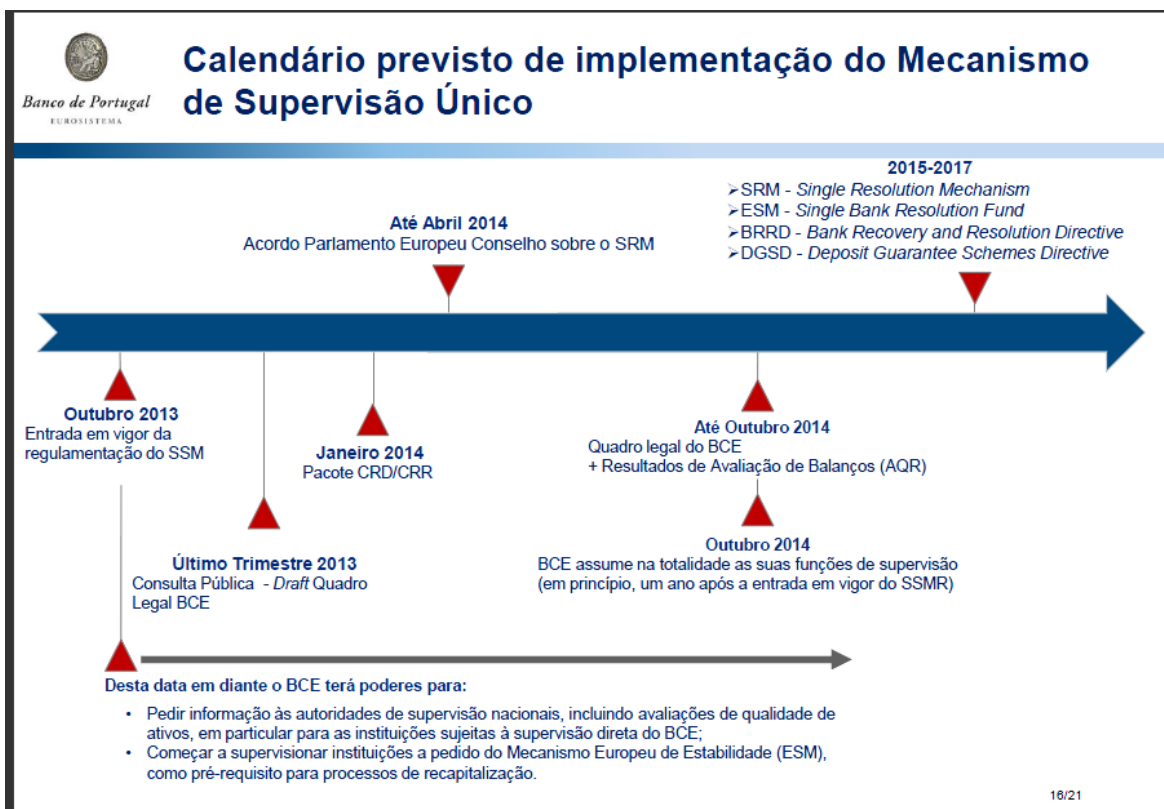 Banco de Portugal
EUROSISTEMA
Calendário previsto de implementação do Mecanismo
de Supervisão Único
2015-2017
➢SRM - Single Resolution Mechanism
➢ESM - Single Bank Resolution Fund
➢BRRD - Bank Recovery and Resolution Directive
➢DGSD - Deposit Guarantee Schemes Directive
Até Abril 2014
Acordo Parlamento Europeu Conselho sobre o SRM
Outubro 2013
Entrada em vigor da
regulamentação do SSM
Janeiro 2014
Pacote CRD/CRR
Até Outubro 2014
Quadro legal do BCE
+ Resultados de Avaliação de Balanços (AQR)
Último Trimestre 2013
Consulta Pública - Draft Quadro
Legal BCE
Outubro 2014
BCE assume na totalidade as suas funções de supervisão
(em princípio, um ano após a entrada em vigor do SSMR)
Desta data em diante o BCE terá poderes para:
• Pedir informação às autoridades de supervisão nacionais, incluindo avaliações de qualidade de
ativos, em particular para as instituições sujeitas à supervisão direta do BCE;
• Começar a supervisionar instituições a pedido do Mecanismo Europeu de Estabilidade (ESM),
como pré-requisito para processos de recapitalização.
16/21